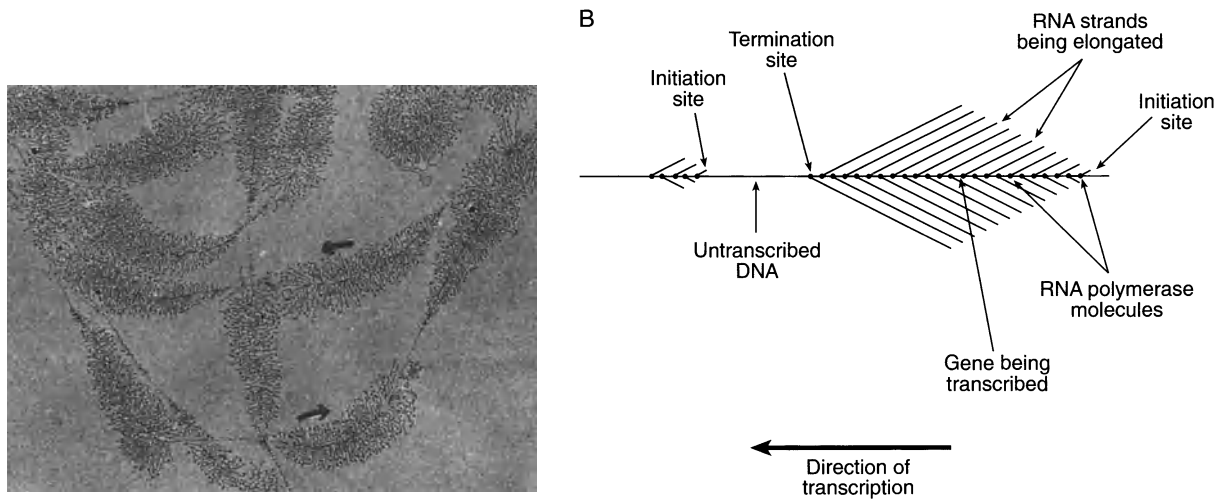 B
RNA strands
being elongated
Termination
site
Initiation
site
Initiation
site
Untranscribed
DNA
RNA polymerase
molecules
Gene being
transcribed
Direction of
transcription